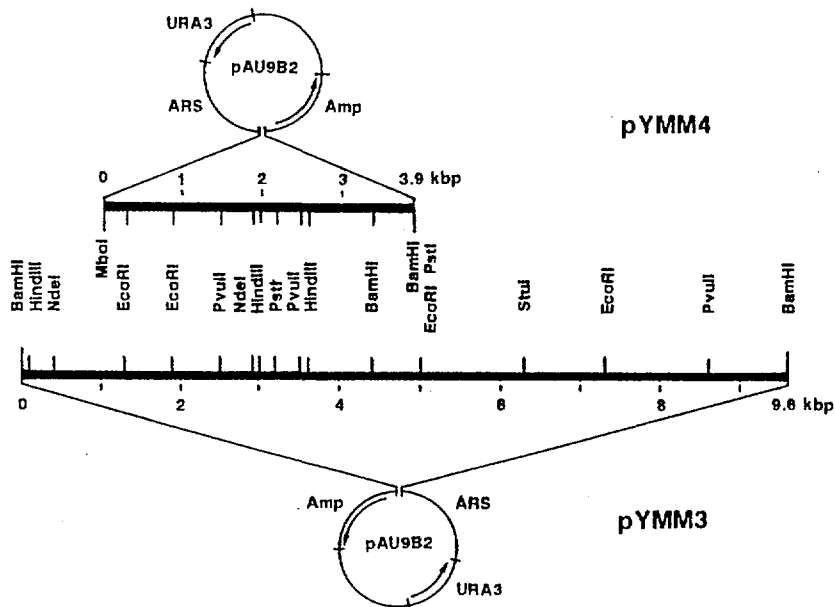 URA3
pAU9B2
ARS
Amp
pYMM4
0 1 2 3 3.9 kbp
BamHI
HindIII
NdeI
MboI
EcoRI
EcoRI
PvuII
NdeI
HindIII
PstI
PvuII
HindIII
BamHI
BamHI
EcoRI PstI
StuI
EcoRI
PvuII
BamHI
0 2 4 6 8 9.6 kbp
Amp
ARS
pAU9B2
URA3
pYMM3